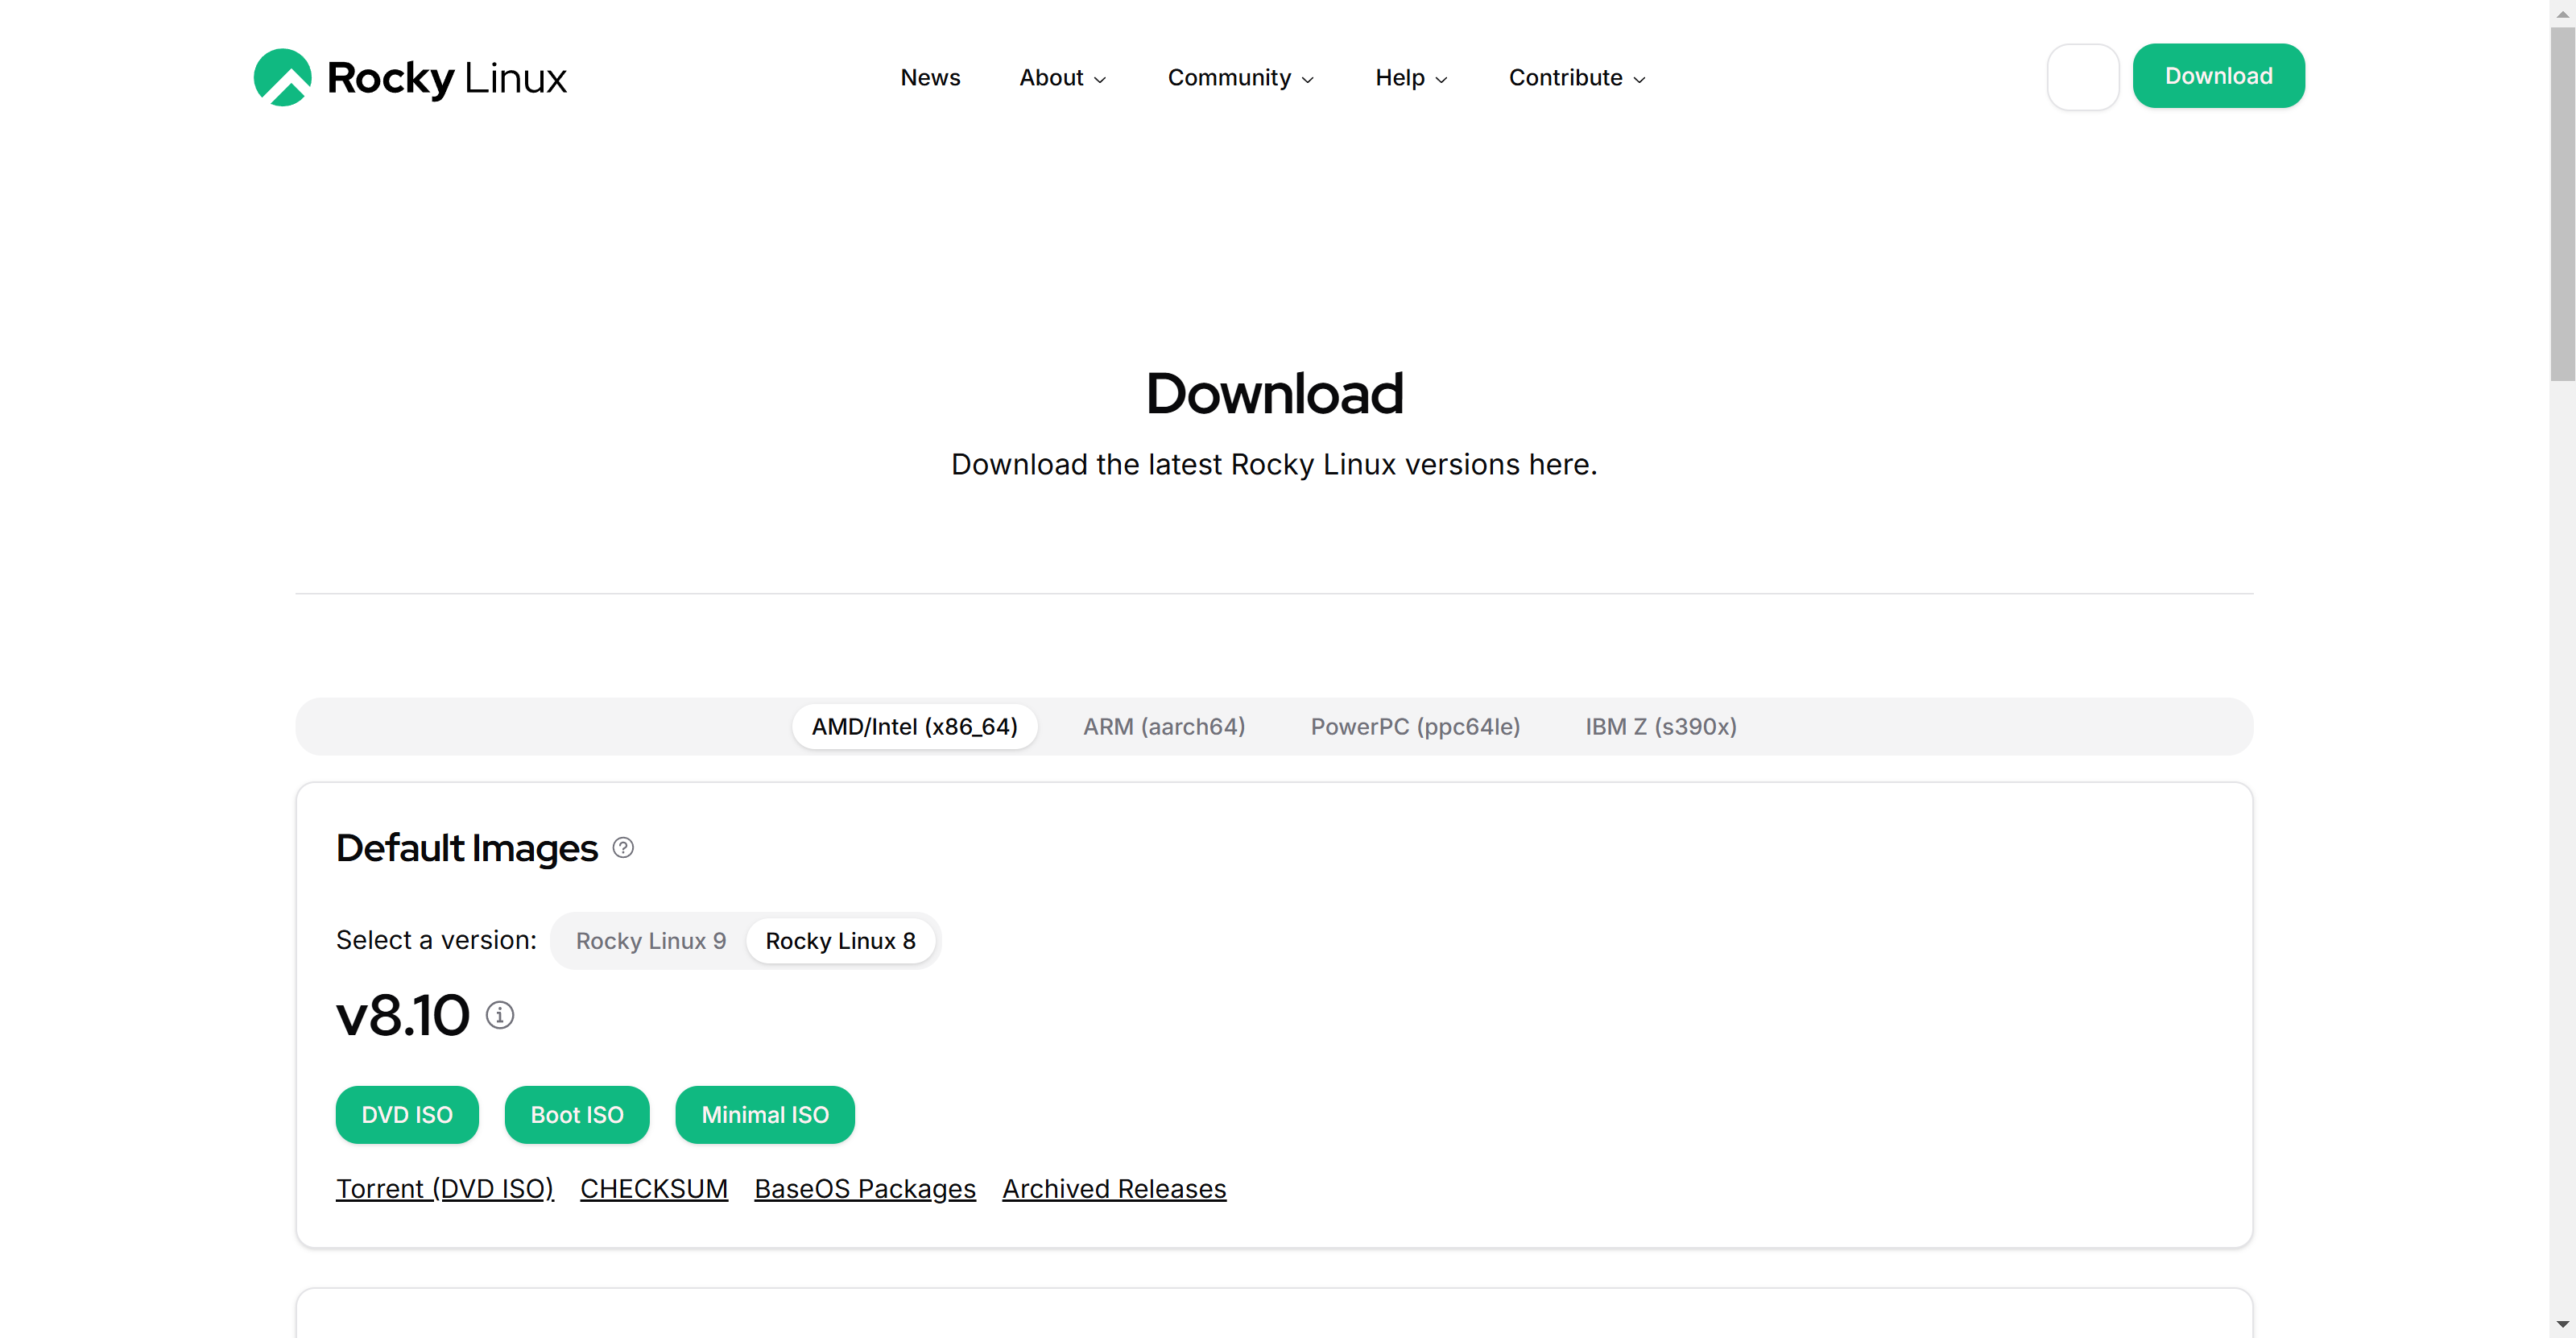 Rocky Linux
News About Community Help Contribute
Download
Download
Download the latest Rocky Linux versions here.
AMD/Intel (x86_64) ARM (aarch64) PowerPC (ppc64le) IBM Z (s390x)
Default Images
Select a version: Rocky Linux 9 Rocky Linux 8
v8.10
DVD ISO Boot ISO Minimal ISO
Torrent (DVD ISO) CHECKSUM BaseOS Packages Archived Releases